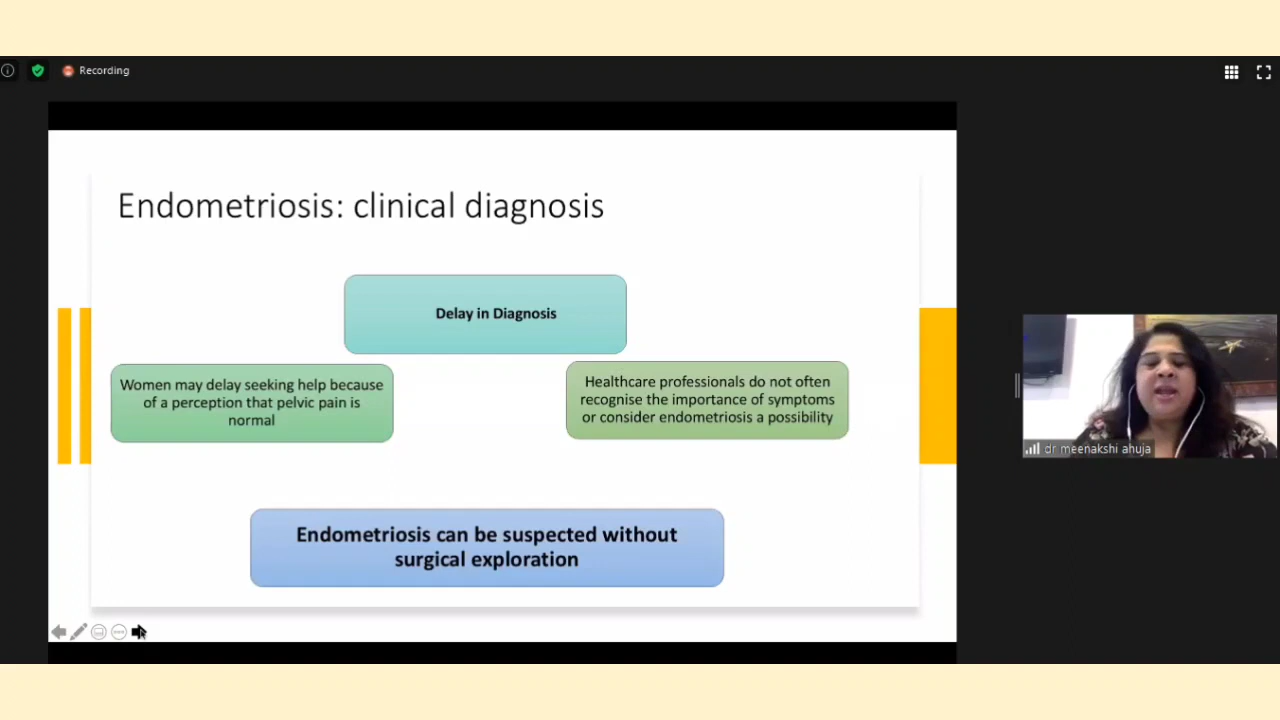 Recording
Endometriosis: clinical diagnosis
Delay in Diagnosis
Women may delay seeking help because
of a perception that pelvic pain is
normal
Healthcare professionals do not often
recognise the importance of symptoms
or consider endometriosis a possibility
Endometriosis can be suspected without
surgical exploration
dr meenakshi ahuja